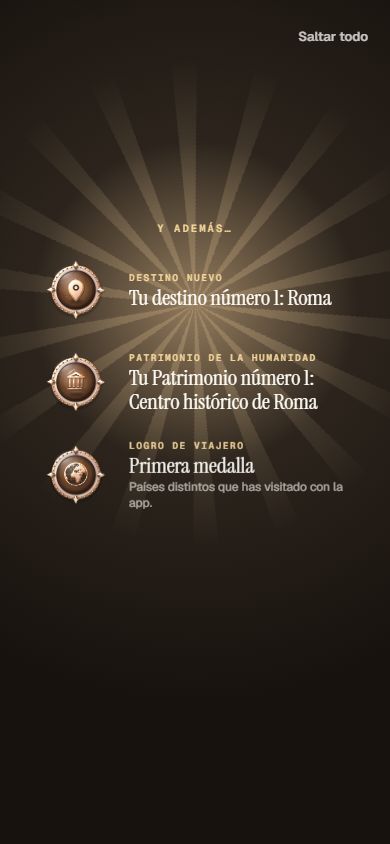 Saltar todo
Y ADEMÁS…
DESTINO NUEVO
Tu destino número 1: Roma
PATRIMONIO DE LA HUMANIDAD
Tu Patrimonio número 1:
Centro histórico de Roma
LOGRO DE VIAJERO
Primera medalla
Países distintos que has visitado con la
app.